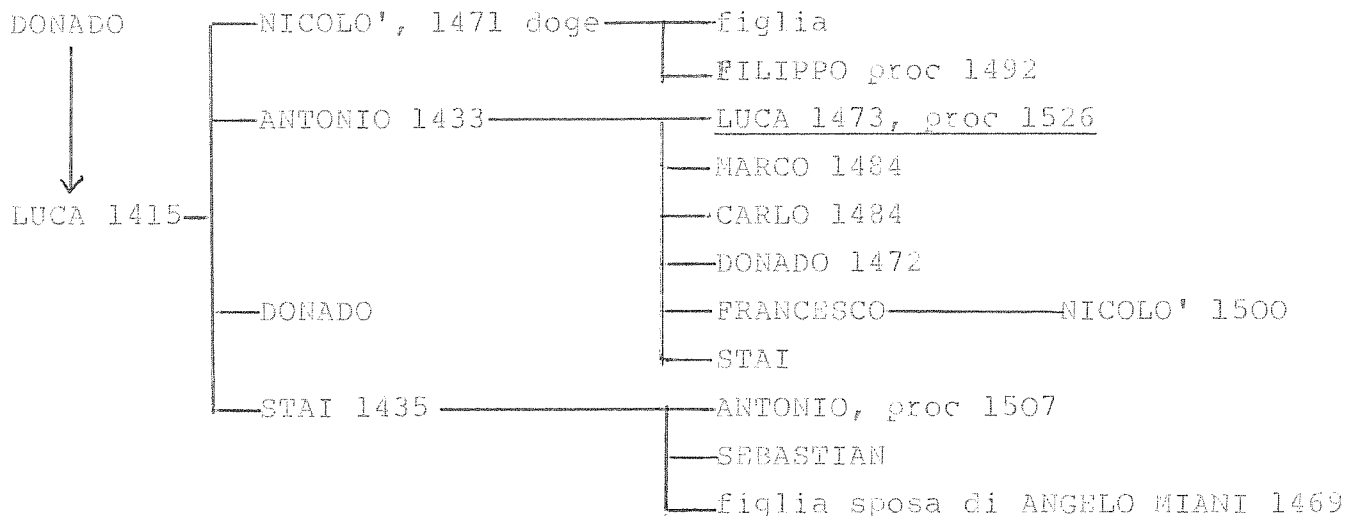 DONADO NICOLO', 1471 doge figlia
FILIPPO proc 1492
ANTONIO 1433 LUCA 1473, proc 1526
MARCO 1484
LUCA 1415 CARLO 1484
DONADO 1472
DONADO FRANCESCO NICOLO' 1500
STAI
STAI 1435 ANTONIO, proc 1507
SEBASTIAN
figlia sposa di ANGELO MIANI 1469